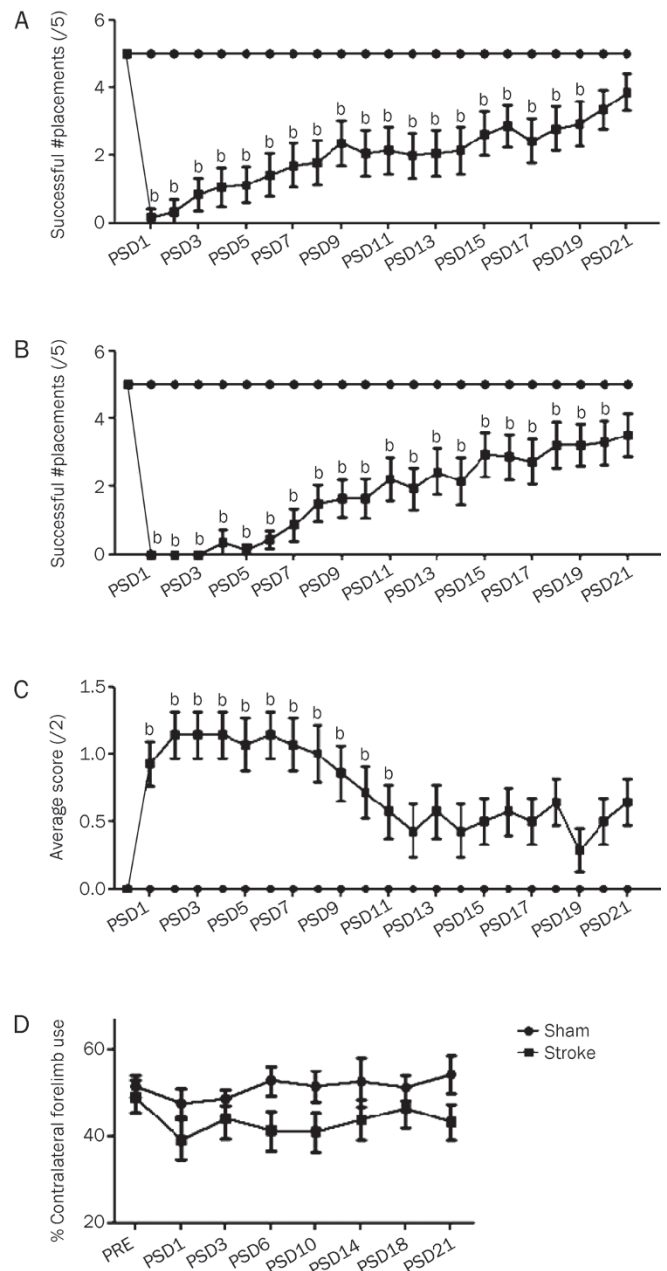 A
Successful #placements (/5)
6
4
2
0
b b b b b b b b b b b b b b b b b b b
PSD1 PSD3 PSD5 PSD7 PSD9 PSD11 PSD13 PSD15 PSD17 PSD19 PSD21
B
Successful #placements (/5)
6
4
2
0
b b b b b b b b b b b b b b b b b b b b
PSD1 PSD3 PSD5 PSD7 PSD9 PSD11 PSD13 PSD15 PSD17 PSD19 PSD21
C
Average score (/2)
1.5
1.0
0.5
0.0
b b b b b b b b b b b
PSD1 PSD3 PSD5 PSD7 PSD9 PSD11 PSD13 PSD15 PSD17 PSD19 PSD21
D
% Contralateral forelimb use
60
40
20
Sham
Stroke
PRE PSD1 PSD3 PSD6 PSD10 PSD14 PSD18 PSD21